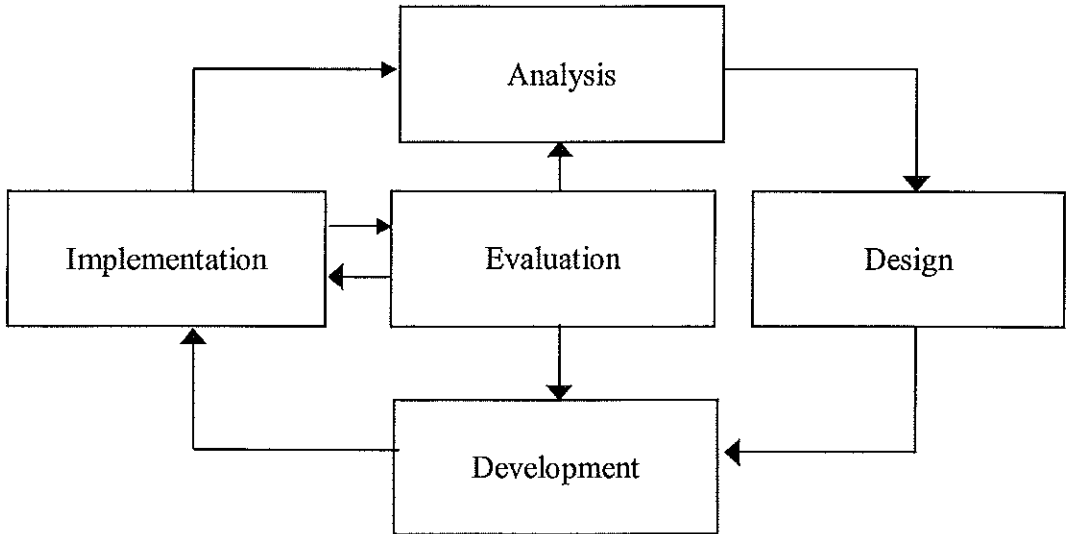 Analysis
Implementation
Evaluation
Design
Development